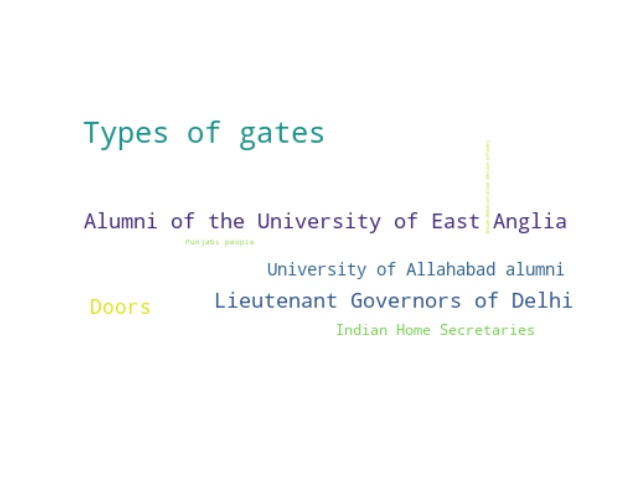 Types of gates
Alumni of the University of East Anglia
Punjabi people
University of Allahabad alumni
Lieutenant Governors of Delhi
Doors
Indian Home Secretaries